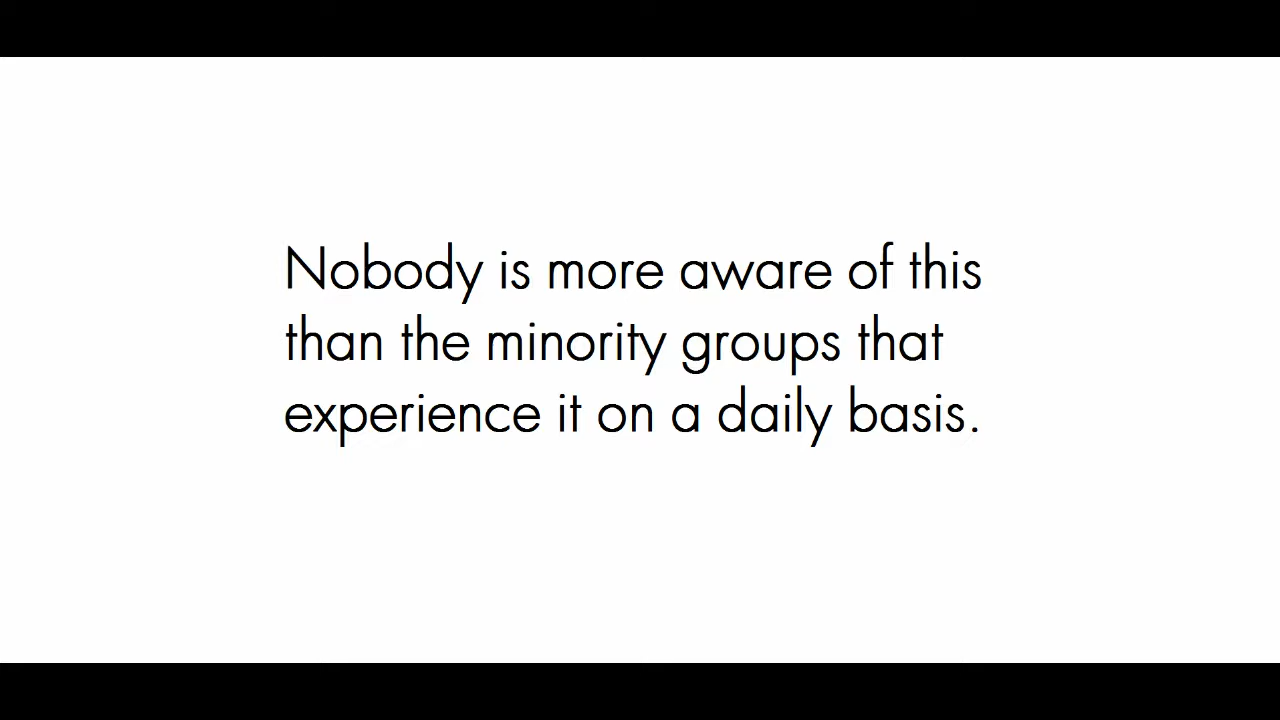 Nobody is more aware of this
than the minority groups that
experience it on a daily basis.